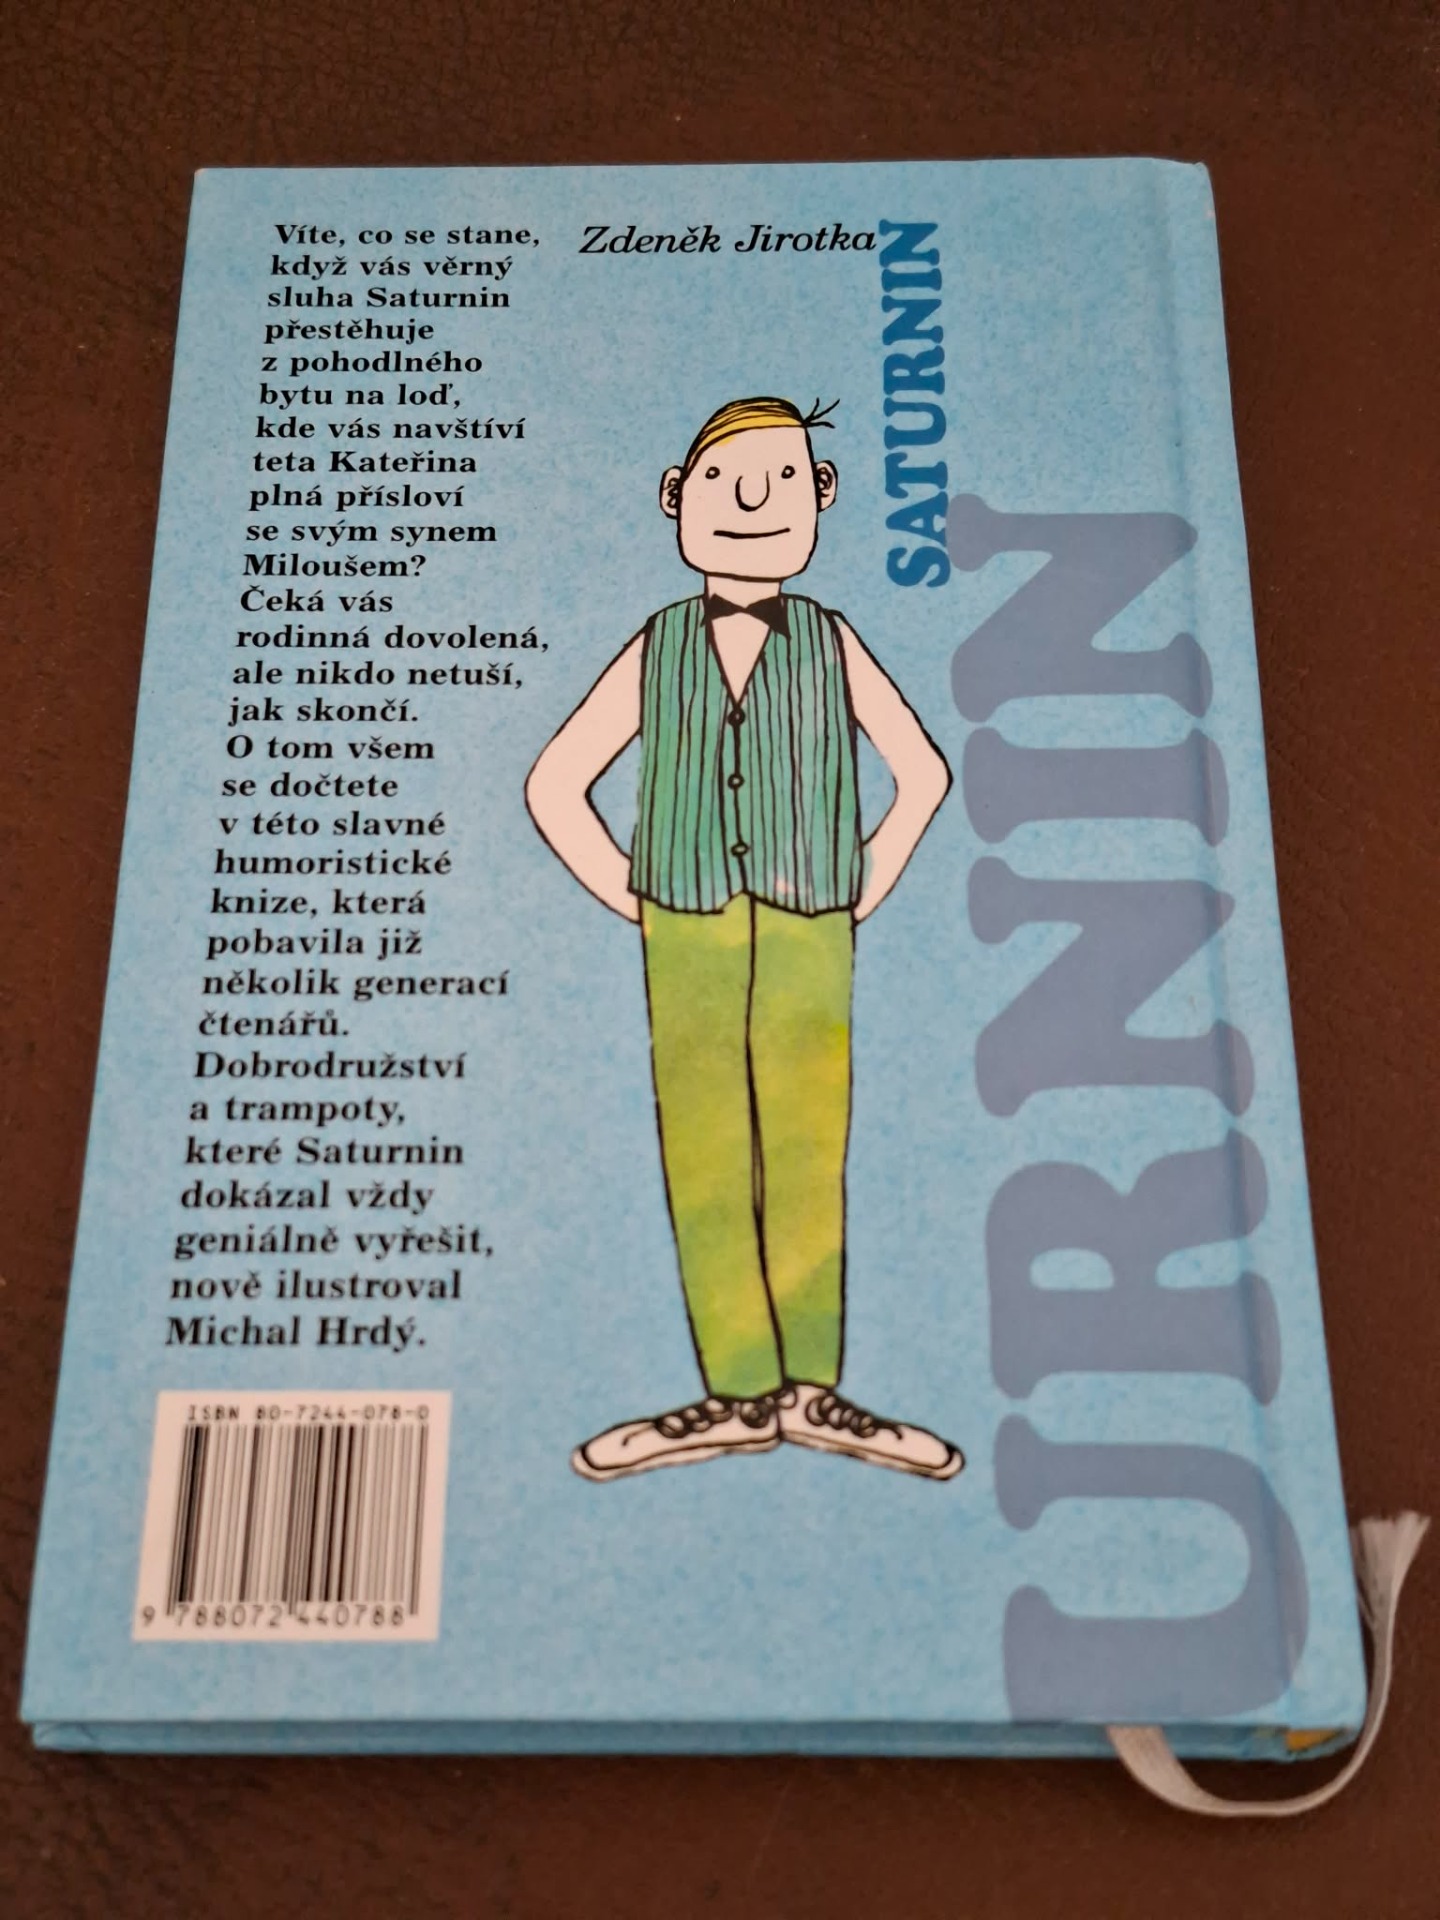 Víte, co se stane,
když vás věrný
sluha Saturnin
přestěhuje
z pohodlného
bytu na loď,
kde vás navštíví
teta Kateřina
plná přísloví
se svým synem
Miloušem?
Čeká vás
rodinná dovolená,
ale nikdo netuší,
jak skončí.
O tom všem
se dočtete
v této slavné
humoristické
knize, která
pobavila již
několik generací
čtenářů.
Dobrodružství
a trampoty,
které Saturnin
dokázal vždy
geniálně vyřešit,
nově ilustroval
Michal Hrdý.
Zdeněk Jirotka
SATURNIN
URNIN
ISBN 80-7244-078-0
9 788072 440788